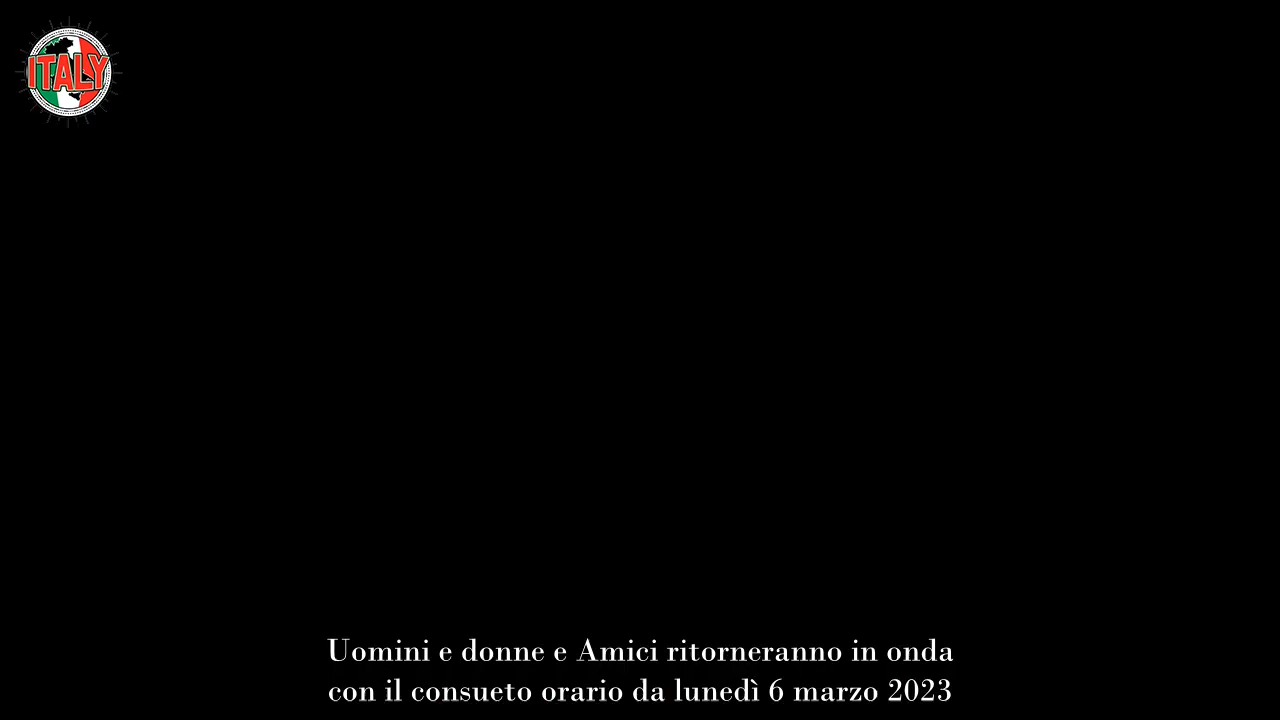 ITALY
Uomini e donne e Amici ritorneranno in onda
con il consueto orario da lunedì 6 marzo 2023